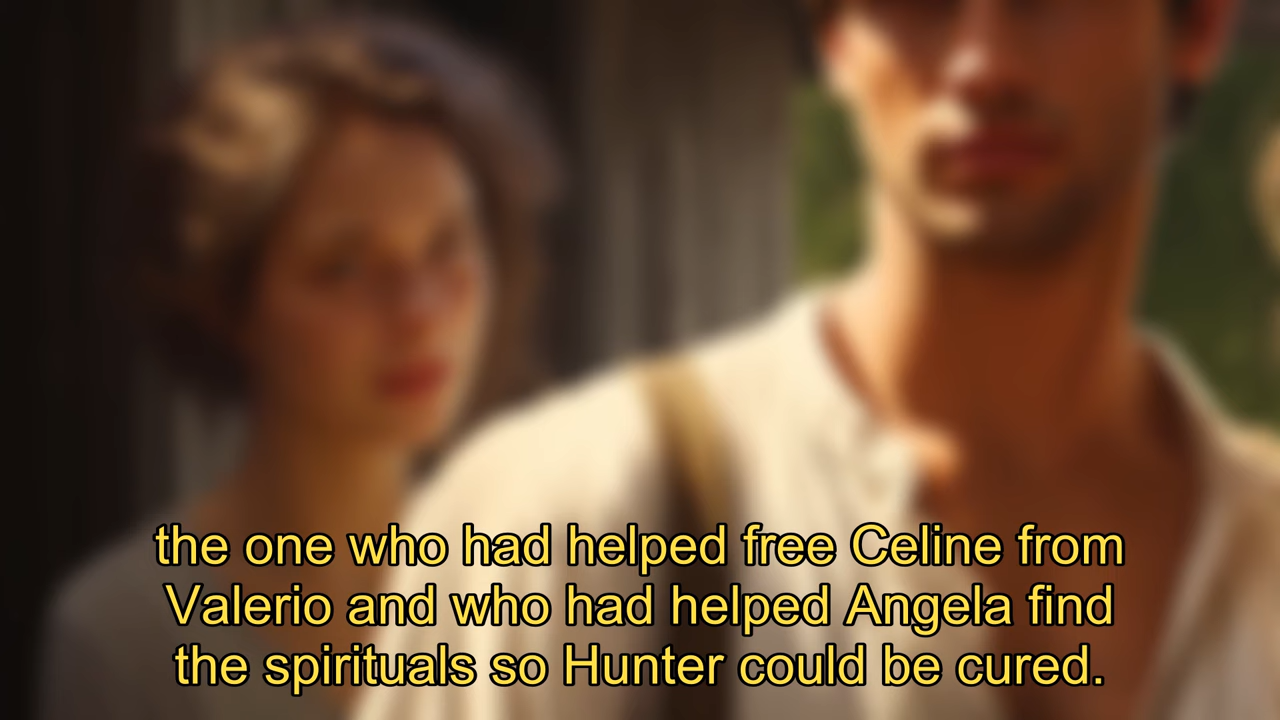 the one who had helped free Celine from
Valerio and who had helped Angela find
the spirituals so Hunter could be cured.